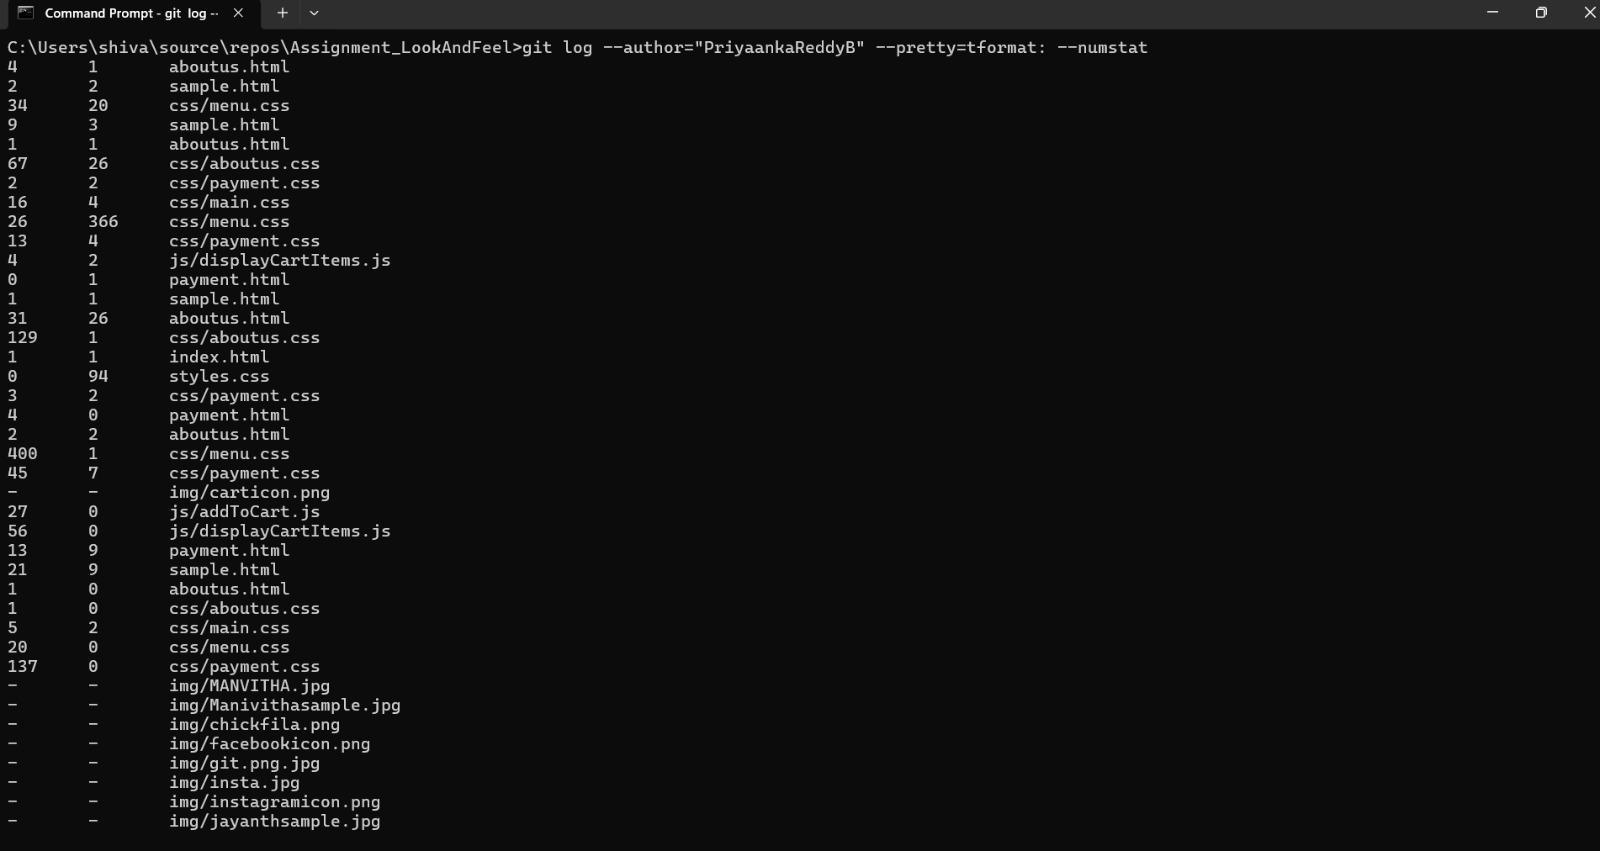 Command Prompt - git log --
C:\Users\shiva\source\repos\Assignment_LookAndFeel>git log --author="PriyaankaReddyB" --pretty=tformat: --numstat
4 1 aboutus.html
2 2 sample.html
34 20 css/menu.css
9 3 sample.html
1 1 aboutus.html
67 26 css/aboutus.css
2 2 css/payment.css
16 4 css/main.css
26 366 css/menu.css
13 4 css/payment.css
4 2 js/displayCartItems.js
0 1 payment.html
1 1 sample.html
31 26 aboutus.html
129 1 css/aboutus.css
1 1 index.html
0 94 styles.css
3 2 css/payment.css
4 0 payment.html
2 2 aboutus.html
400 1 css/menu.css
45 7 css/payment.css
- - img/carticon.png
27 0 js/addToCart.js
56 0 js/displayCartItems.js
13 9 payment.html
21 9 sample.html
1 0 aboutus.html
1 0 css/aboutus.css
5 2 css/main.css
20 0 css/menu.css
137 0 css/payment.css
- - img/MANVITHA.jpg
- - img/Manivithasample.jpg
- - img/chickfila.png
- - img/facebookicon.png
- - img/git.png.jpg
- - img/insta.jpg
- - img/instagramicon.png
- - img/jayanthsample.jpg